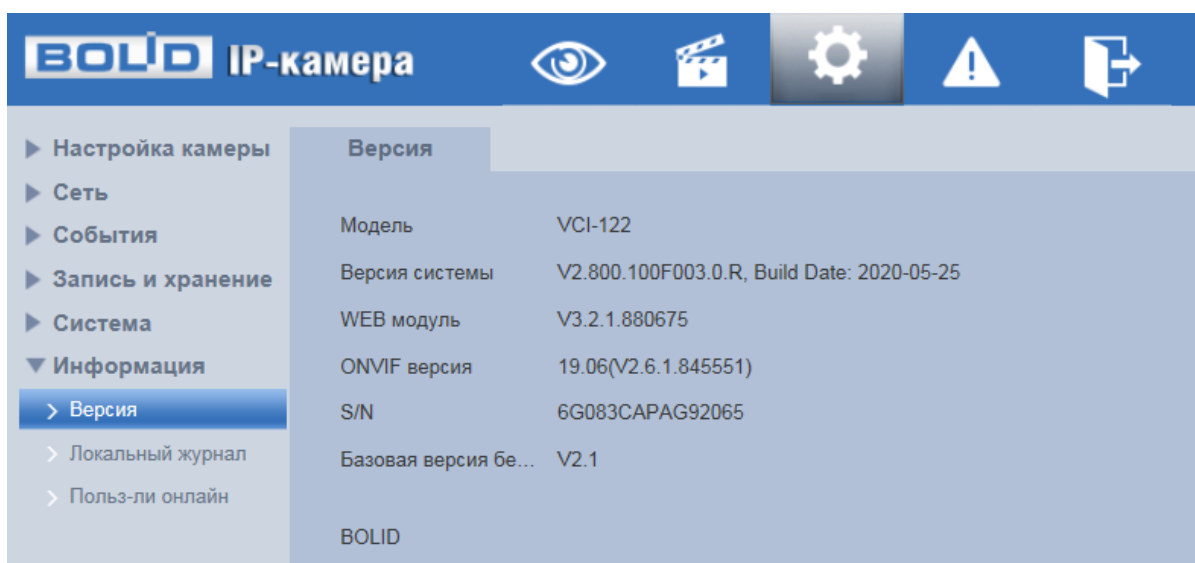 BOLID IP-камера
Настройка камеры
Сеть
События
Запись и хранение
Система
Информация
Версия
Локальный журнал
Польз-ли онлайн
Версия
Модель VCI-122
Версия системы V2.800.100F003.0.R, Build Date: 2020-05-25
WEB модуль V3.2.1.880675
ONVIF версия 19.06(V2.6.1.845551)
S/N 6G083CAPAG92065
Базовая версия бе... V2.1
BOLID